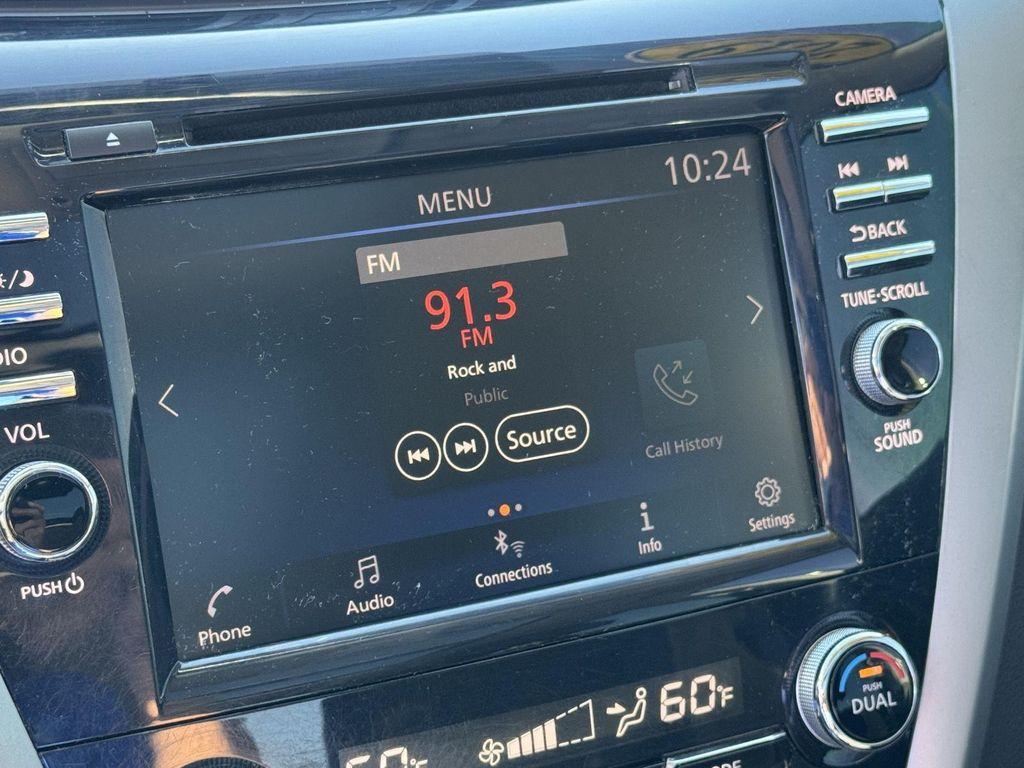 CAMERA
MENU
10:24
FM
BACK
91.3
FM
TUNE·SCROLL
Rock and
Public
VOL
Source
Call History
PUSH
SOUND
Phone
Audio
Connections
Info
Settings
PUSH
60°F
PUSH
DUAL